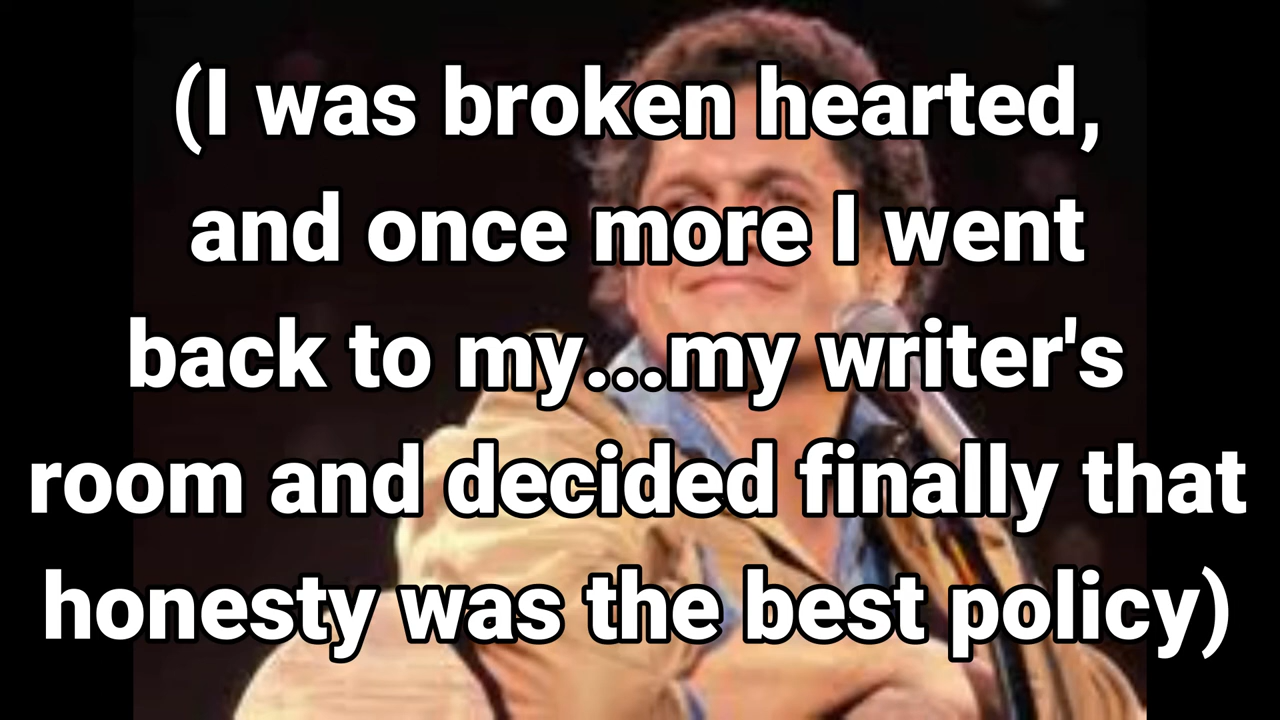 (I was broken hearted,
and once more I went
back to my...my writer's
room and decided finally that
honesty was the best policy)